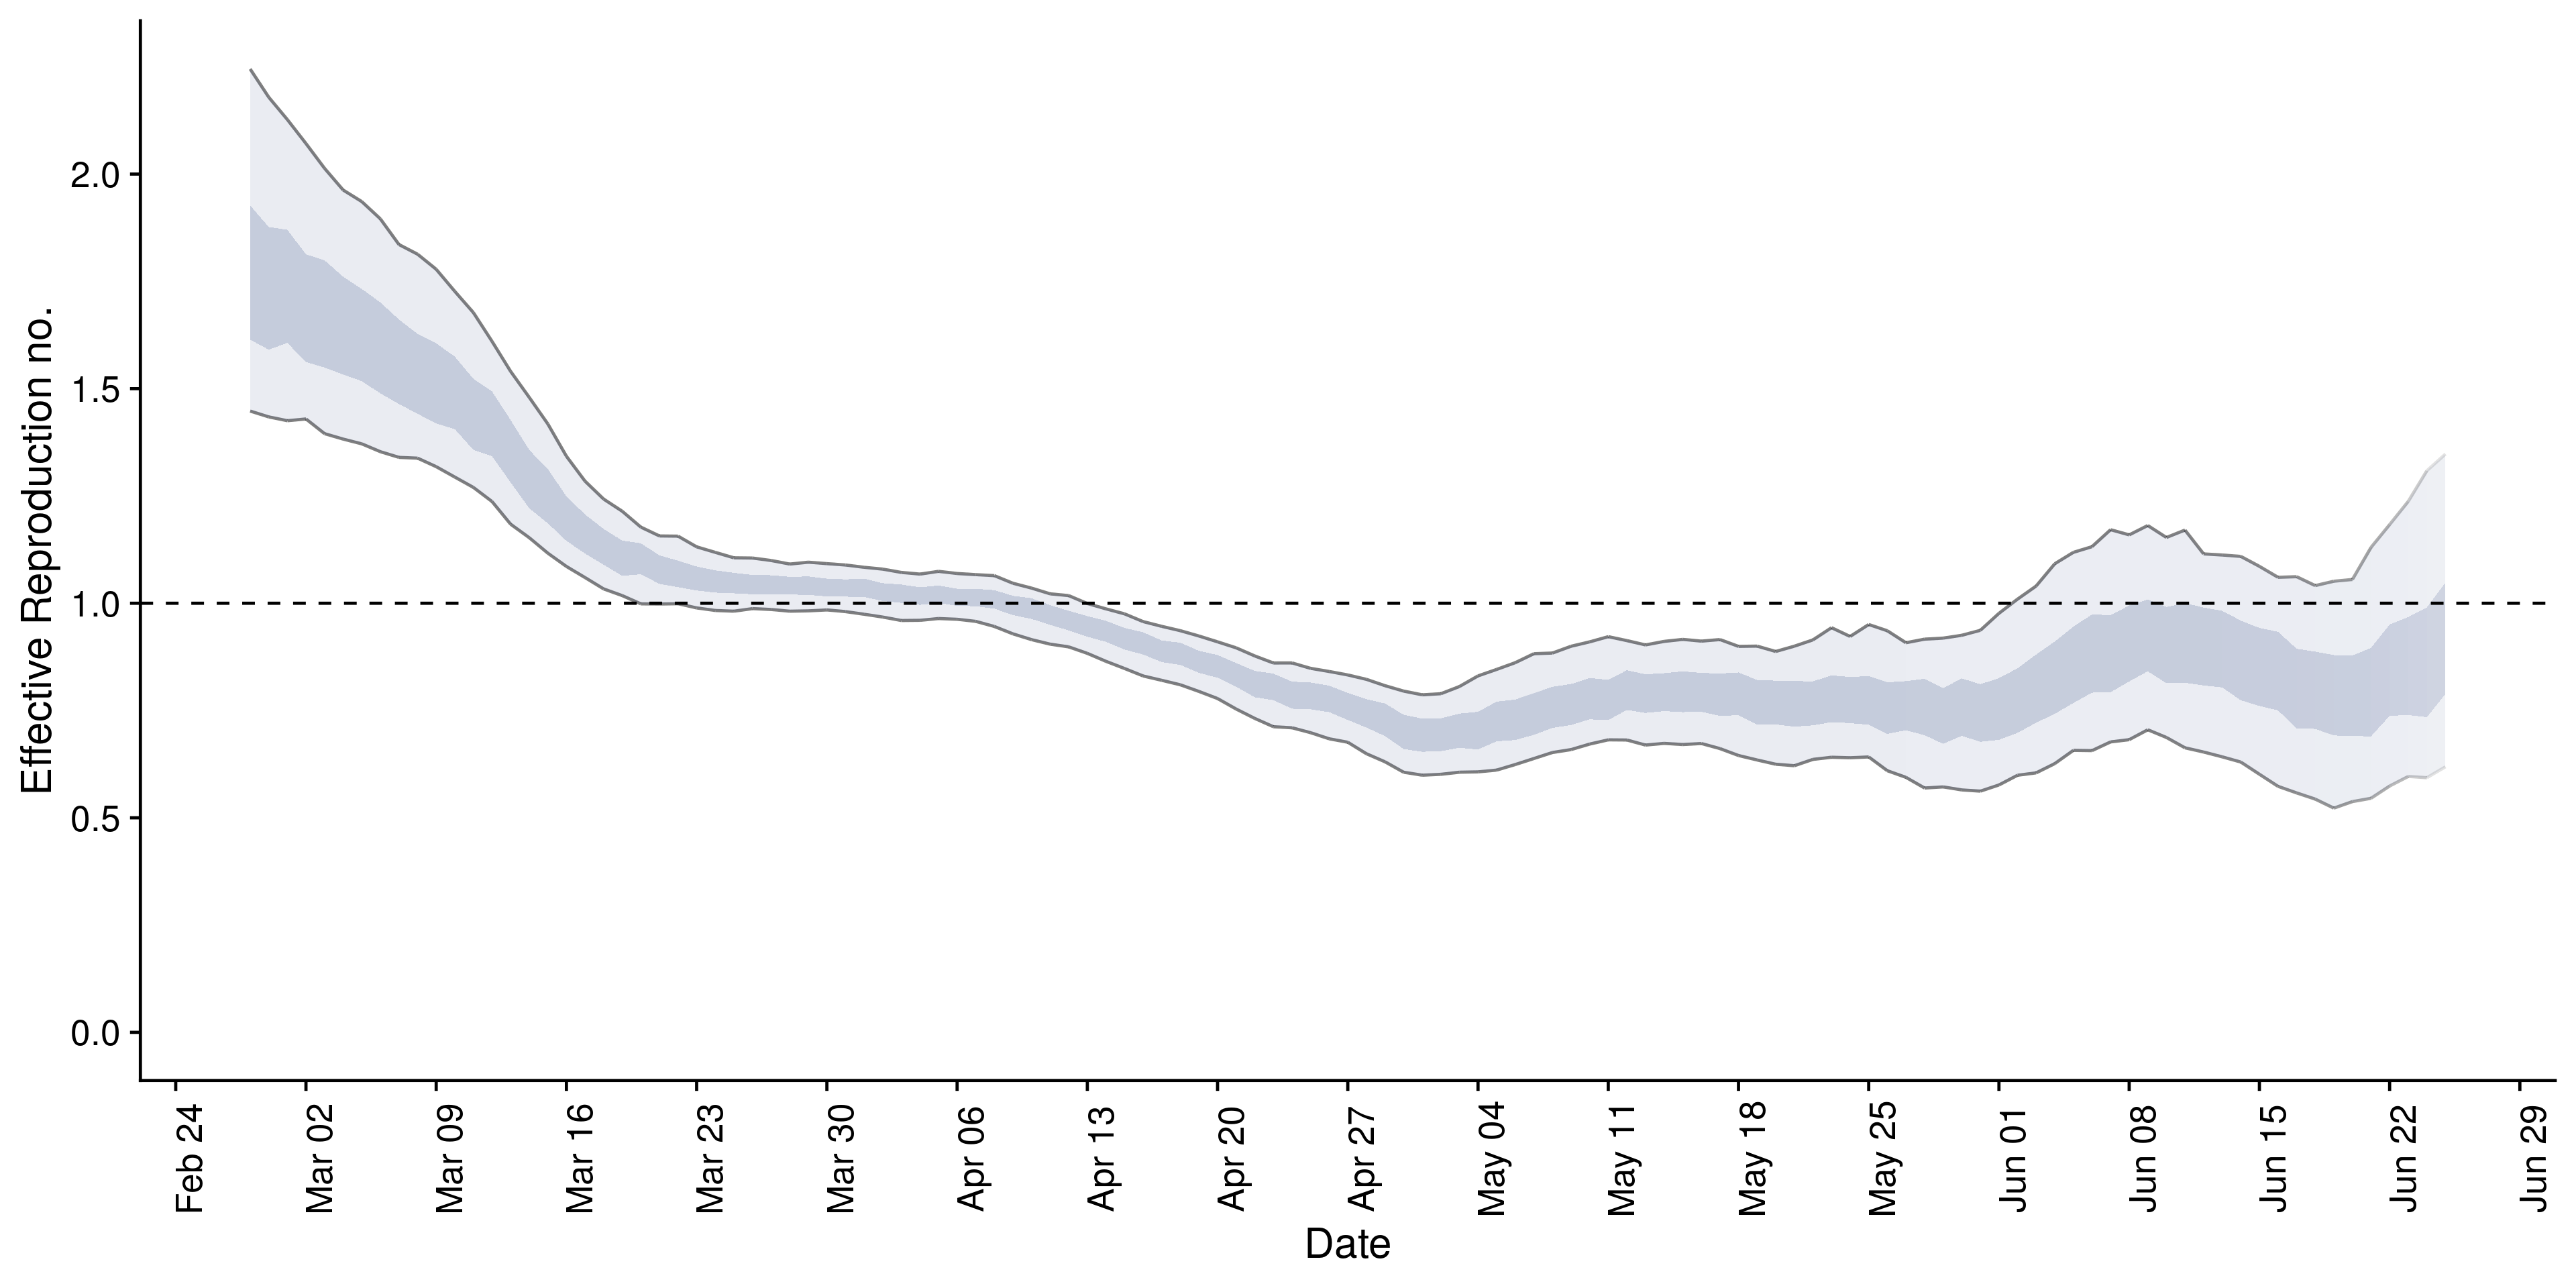 Effective Reproduction no.
2.0
1.5
1.0
0.5
0.0
Feb 24
Mar 02
Mar 09
Mar 16
Mar 23
Mar 30
Apr 06
Apr 13
Apr 20
Apr 27
May 04
May 11
May 18
May 25
Jun 01
Jun 08
Jun 15
Jun 22
Jun 29
Date